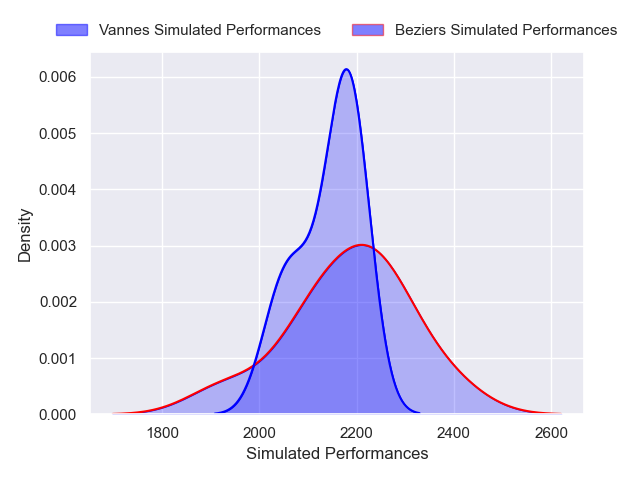 Vannes Simulated Performances
Beziers Simulated Performances
0.006
0.005
0.004
0.003
0.002
0.001
0.000
Density
1800 2000 2200 2400 2600
Simulated Performances